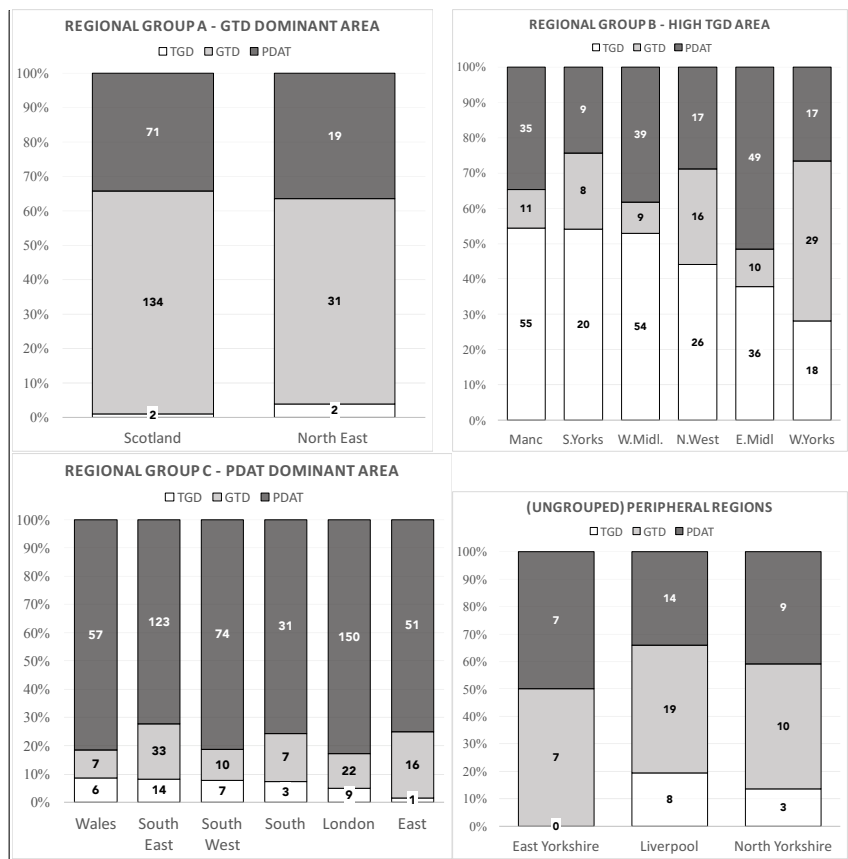 REGIONAL GROUP A - GTD DOMINANT AREA
TGD GTD PDAT
100%
90%
80%
70%
60%
50%
40%
30%
20%
10%
0%
71 19
134 31
2 2
Scotland North East
REGIONAL GROUP B - HIGH TGD AREA
TGD GTD PDAT
100%
90%
80%
70%
60%
50%
40%
30%
20%
10%
0%
35 9 39 17 49 17
11 8 9 16 10 29
55 20 54 26 36 18
Manc S.Yorks W.Midl. N.West E.Midl W.Yorks
REGIONAL GROUP C - PDAT DOMINANT AREA
TGD GTD PDAT
100%
90%
80%
70%
60%
50%
40%
30%
20%
10%
0%
57 123 74 31 150 51
7 33 10 7 22 16
6 14 7 3 9 1
Wales South East South West South London East
(UNGROUPED) PERIPHERAL REGIONS
TGD GTD PDAT
100%
90%
80%
70%
60%
50%
40%
30%
20%
10%
0%
7 14 9
7 19 10
0 8 3
East Yorkshire Liverpool North Yorkshire